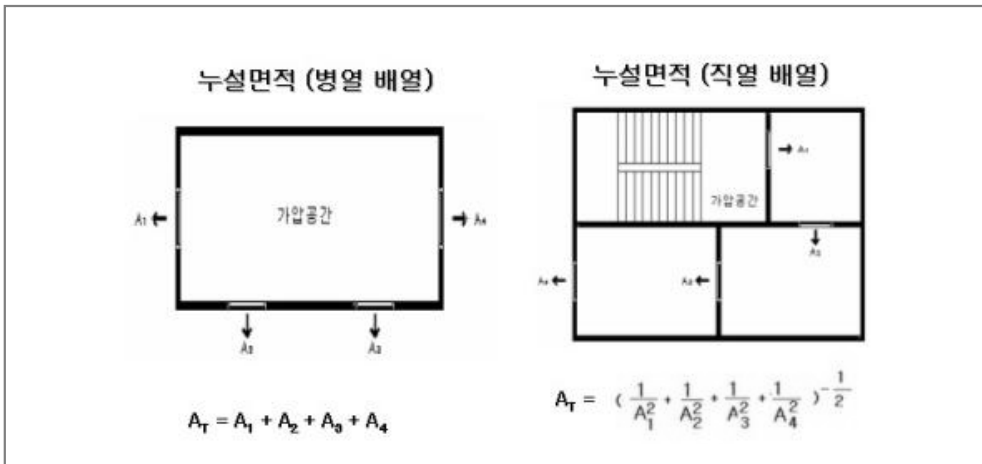 누설면적 (병열 배열)
가압공간
A₁
A₄
A₂
A₃
A_T = A₁ + A₂ + A₃ + A₄
누설면적 (직열 배열)
가압공간
A₁
A₂
A₄
A₃
A_T = ( 1/A₁² + 1/A₂² + 1/A₃² + 1/A₄² )^(-1/2)